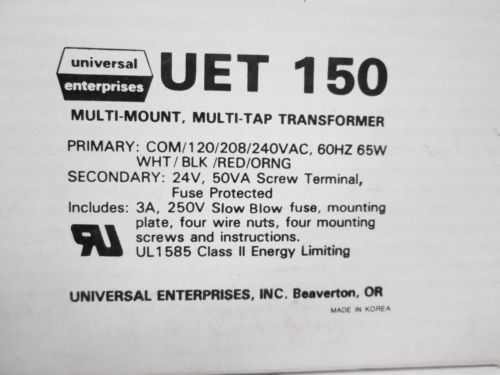 universal
enterprises
UET 150
MULTI-MOUNT, MULTI-TAP TRANSFORMER
PRIMARY: COM/120/208/240VAC, 60HZ 65W
WHT/BLK/RED/ORNG
SECONDARY: 24V, 50VA Screw Terminal,
Fuse Protected
Includes: 3A, 250V Slow Blow fuse, mounting
plate, four wire nuts, four mounting
screws and instructions.
UL1585 Class II Energy Limiting
RU
UNIVERSAL ENTERPRISES, INC. Beaverton, OR
MADE IN KOREA